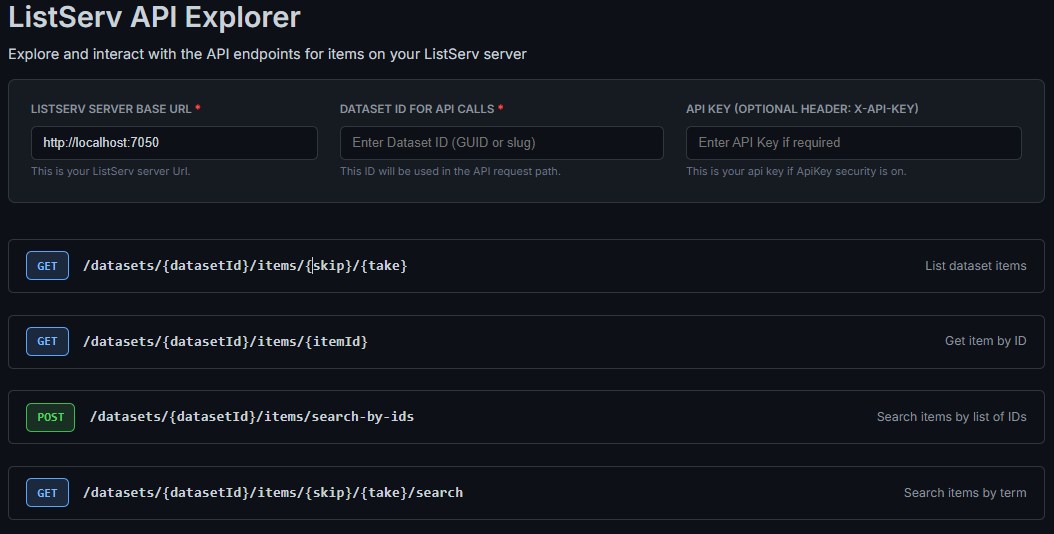 ListServ API Explorer
Explore and interact with the API endpoints for items on your ListServ server
LISTSERV SERVER BASE URL *
http://localhost:7050
This is your ListServ server Url.
DATASET ID FOR API CALLS *
Enter Dataset ID (GUID or slug)
This ID will be used in the API request path.
API KEY (OPTIONAL HEADER: X-API-KEY)
Enter API Key if required
This is your api key if ApiKey security is on.
GET /datasets/{datasetId}/items/{skip}/{take} List dataset items
GET /datasets/{datasetId}/items/{itemId} Get item by ID
POST /datasets/{datasetId}/items/search-by-ids Search items by list of IDs
GET /datasets/{datasetId}/items/{skip}/{take}/search Search items by term